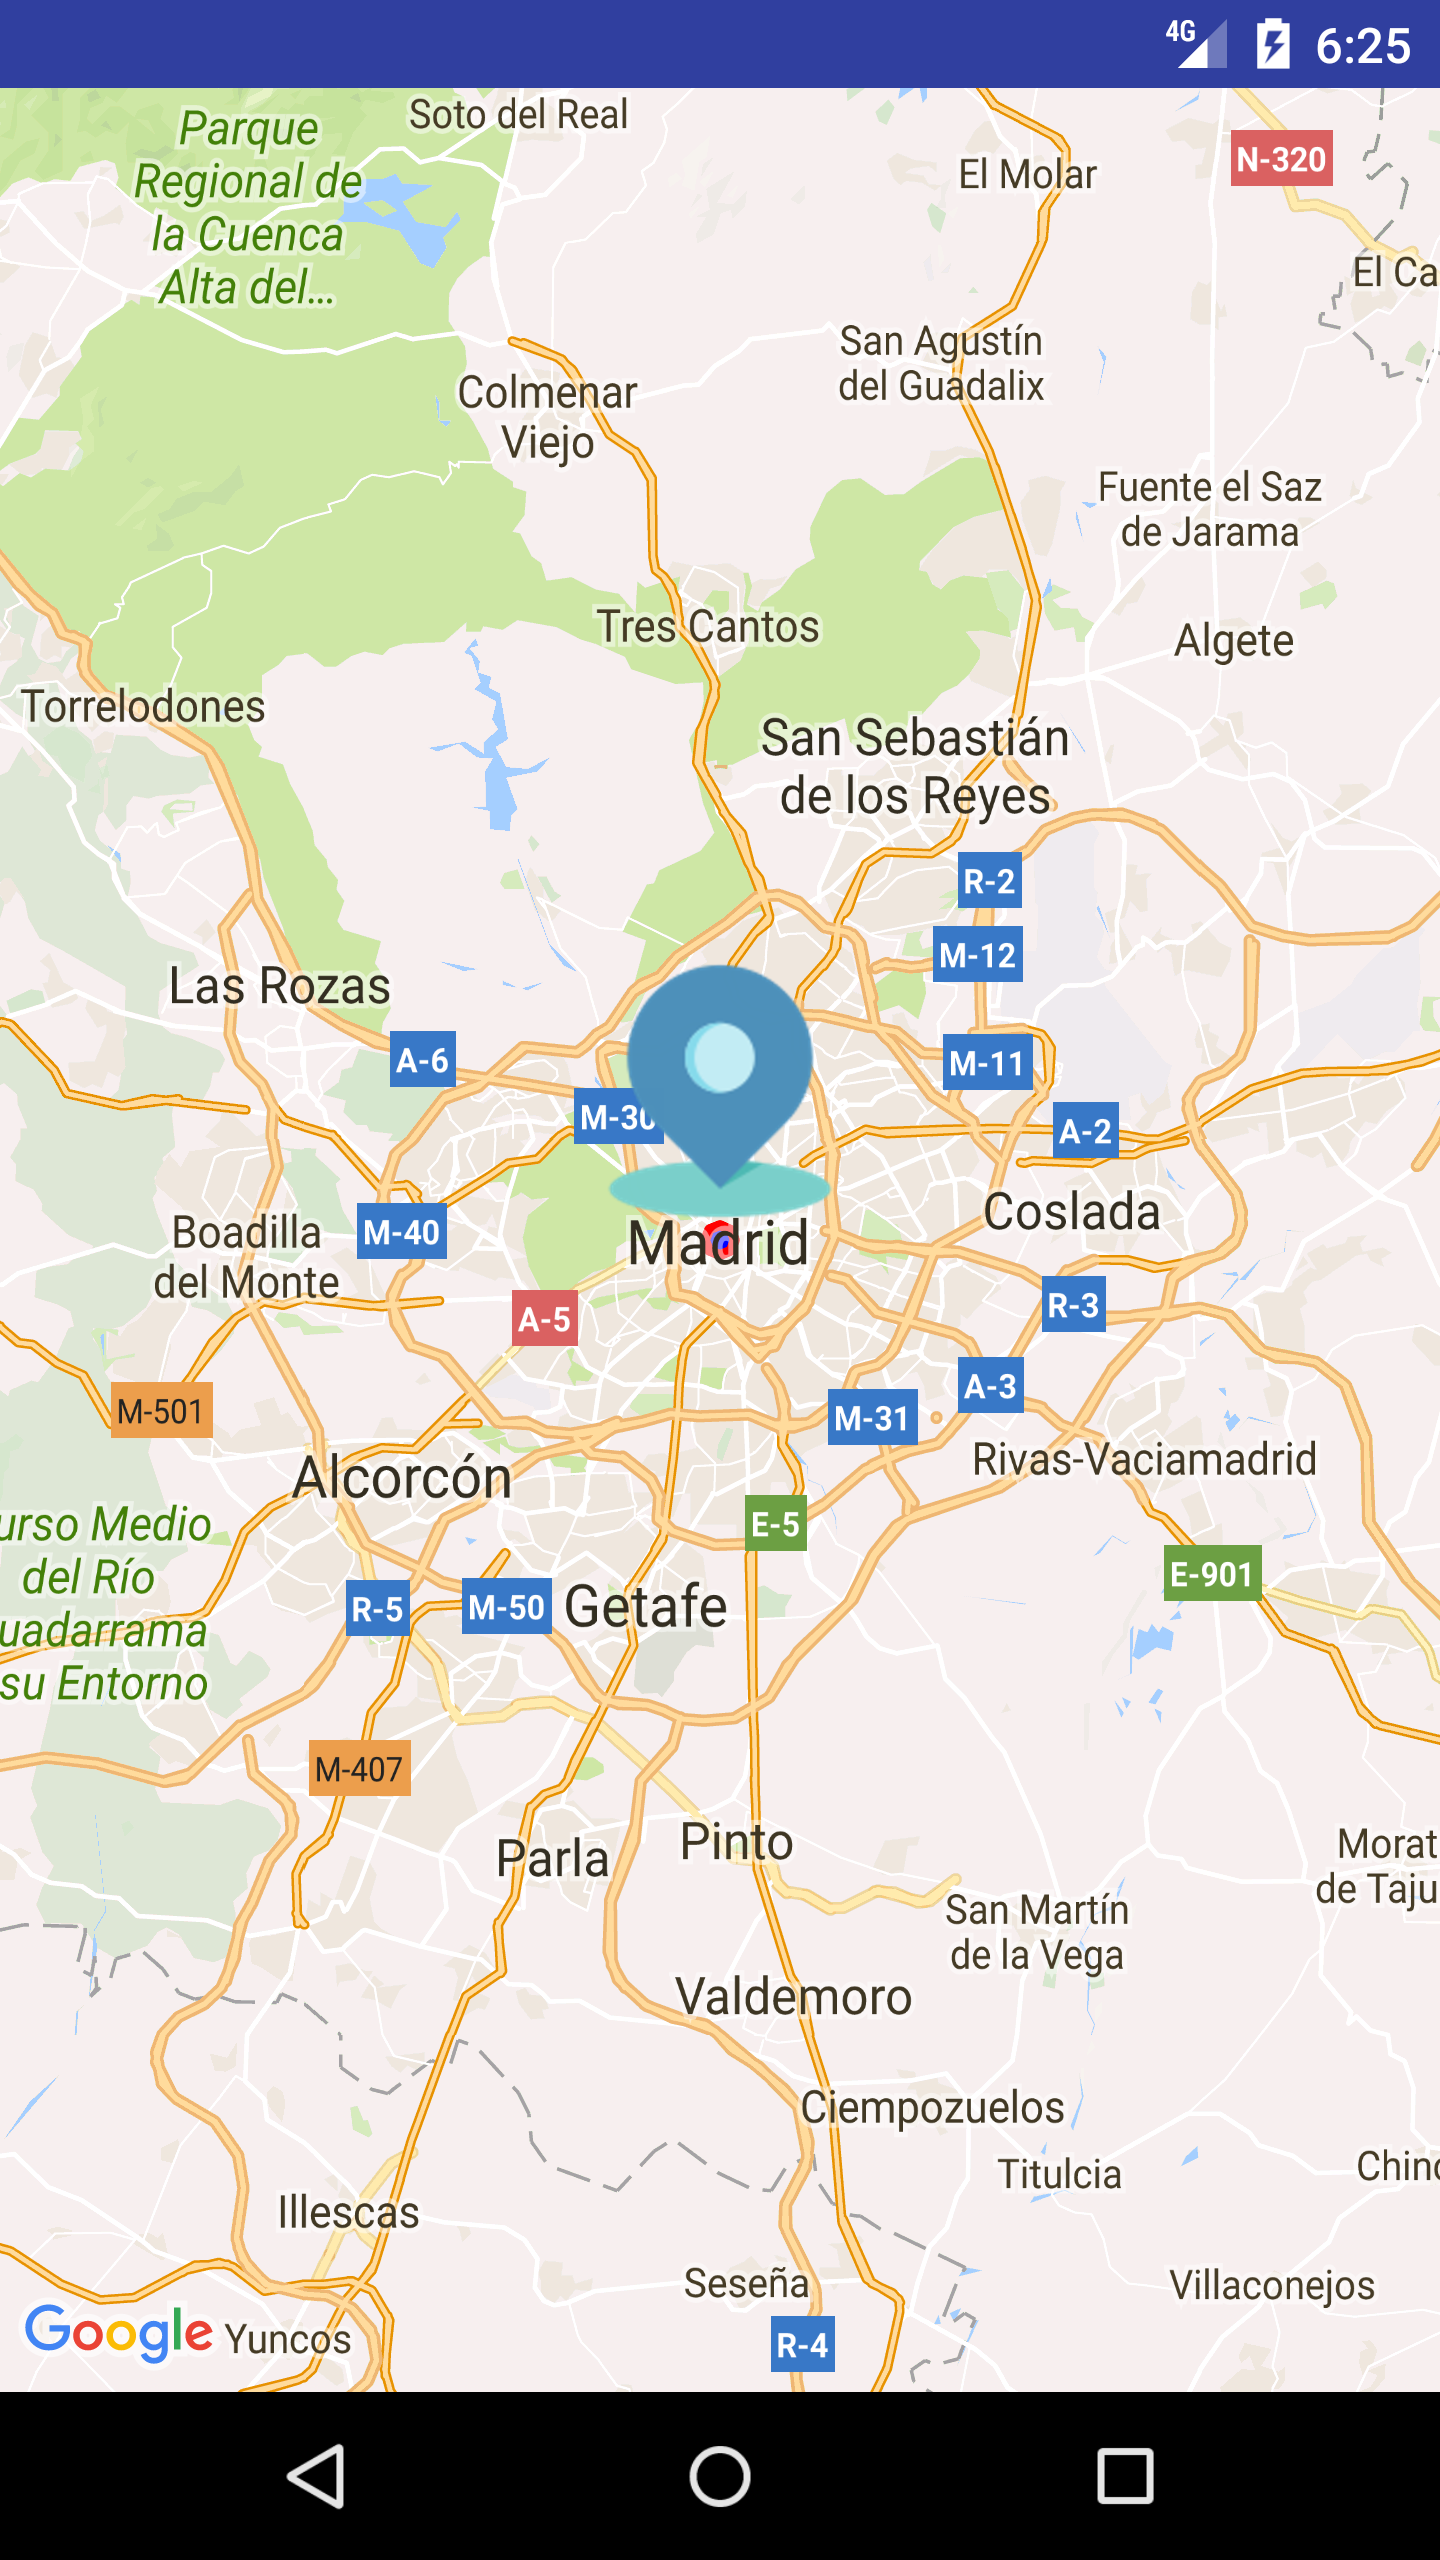 4G
6:25
Parque
Regional de
la Cuenca
Alta del...
Soto del Real
El Molar
N-320
El Ca
San Agustín
del Guadalix
Colmenar
Viejo
Fuente el Saz
de Jarama
Tres Cantos
Algete
Torrelodones
San Sebastián
de los Reyes
R-2
M-12
Las Rozas
A-6
M-11
M-30
A-2
Boadilla
del Monte
M-40
Madrid
Coslada
A-5
R-3
M-501
A-3
M-31
Alcorcón
Rivas-Vaciamadrid
urso Medio
del Río
uadarrama
su Entorno
E-5
E-901
R-5
M-50
Getafe
M-407
Parla
Pinto
Morat
de Taju
San Martín
de la Vega
Valdemoro
Ciempozuelos
Titulcia
Chinc
Illescas
Seseña
Villaconejos
Google
Yuncos
R-4